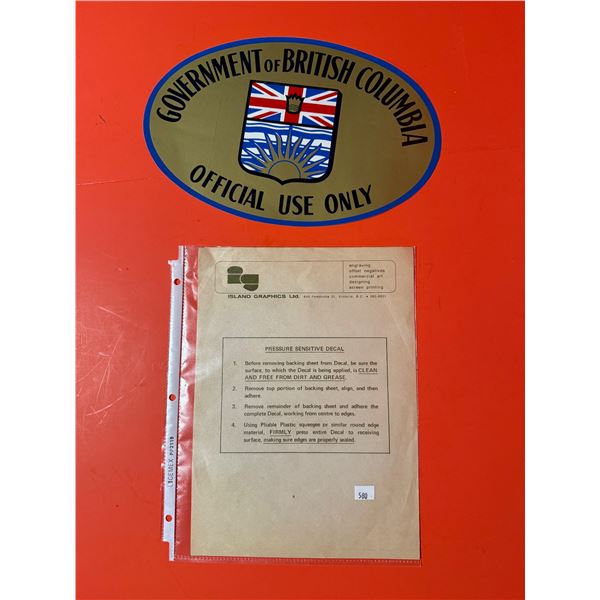 GOVERNMENT OF BRITISH COLUMBIA
OFFICIAL USE ONLY
ig
engraving
offset negatives
commercial art
designing
screen printing
ISLAND GRAPHICS Ltd.
PRESSURE SENSITIVE DECAL
1. Before removing backing sheet from Decal, be sure the
surface, to which the Decal is being applied, is CLEAN
AND FREE FROM DIRT AND GREASE.
2. Remove top portion of backing sheet, align, and then
adhere.
3. Remove remainder of backing sheet and adhere the
complete Decal, working from centre to edges.
4. Using Pliable Plastic squeegee or similar round edge
material, FIRMLY press entire Decal to receiving
surface, making sure edges are properly sealed.
580